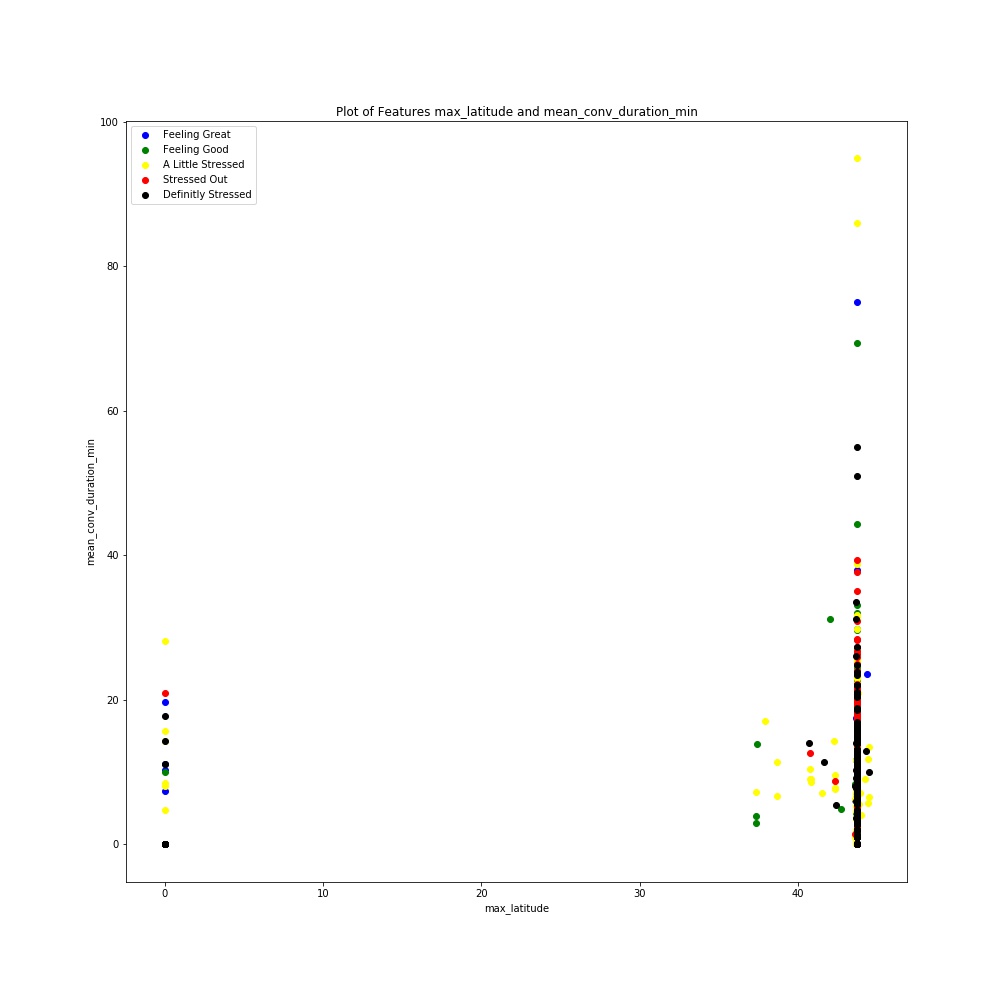 Plot of Features max_latitude and mean_conv_duration_min
Feeling Great
Feeling Good
A Little Stressed
Stressed Out
Definitly Stressed
100
80
60
40
20
0
mean_conv_duration_min
0
10
20
30
40
max_latitude